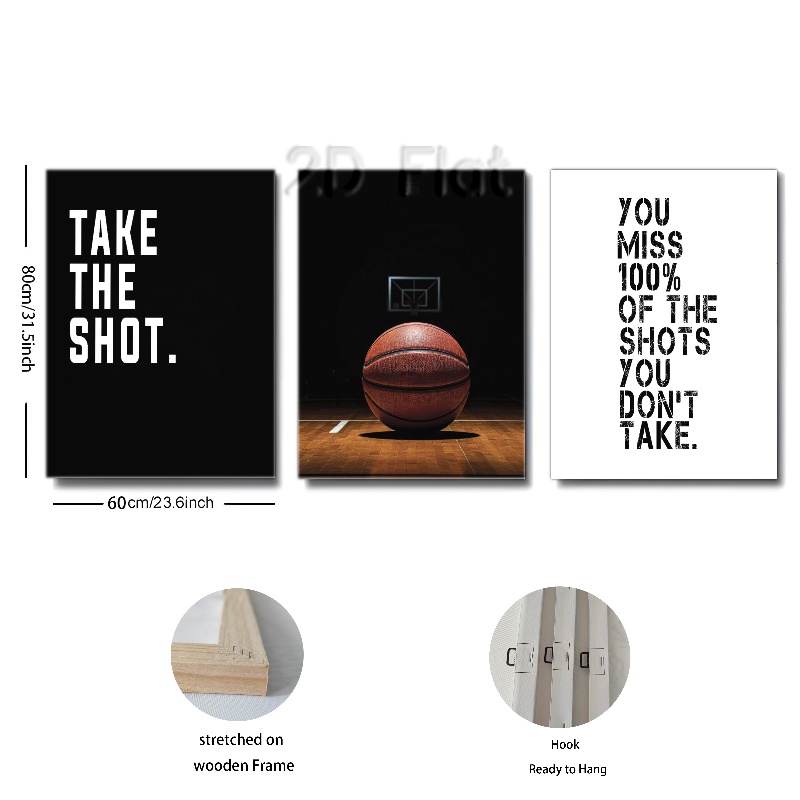 2D Flat
TAKE
THE
SHOT.
YOU
MISS
100%
OF THE
SHOTS
YOU
DON'T
TAKE.
80cm/31.5inch
60cm/23.6inch
stretched on
wooden Frame
Hook
Ready to Hang